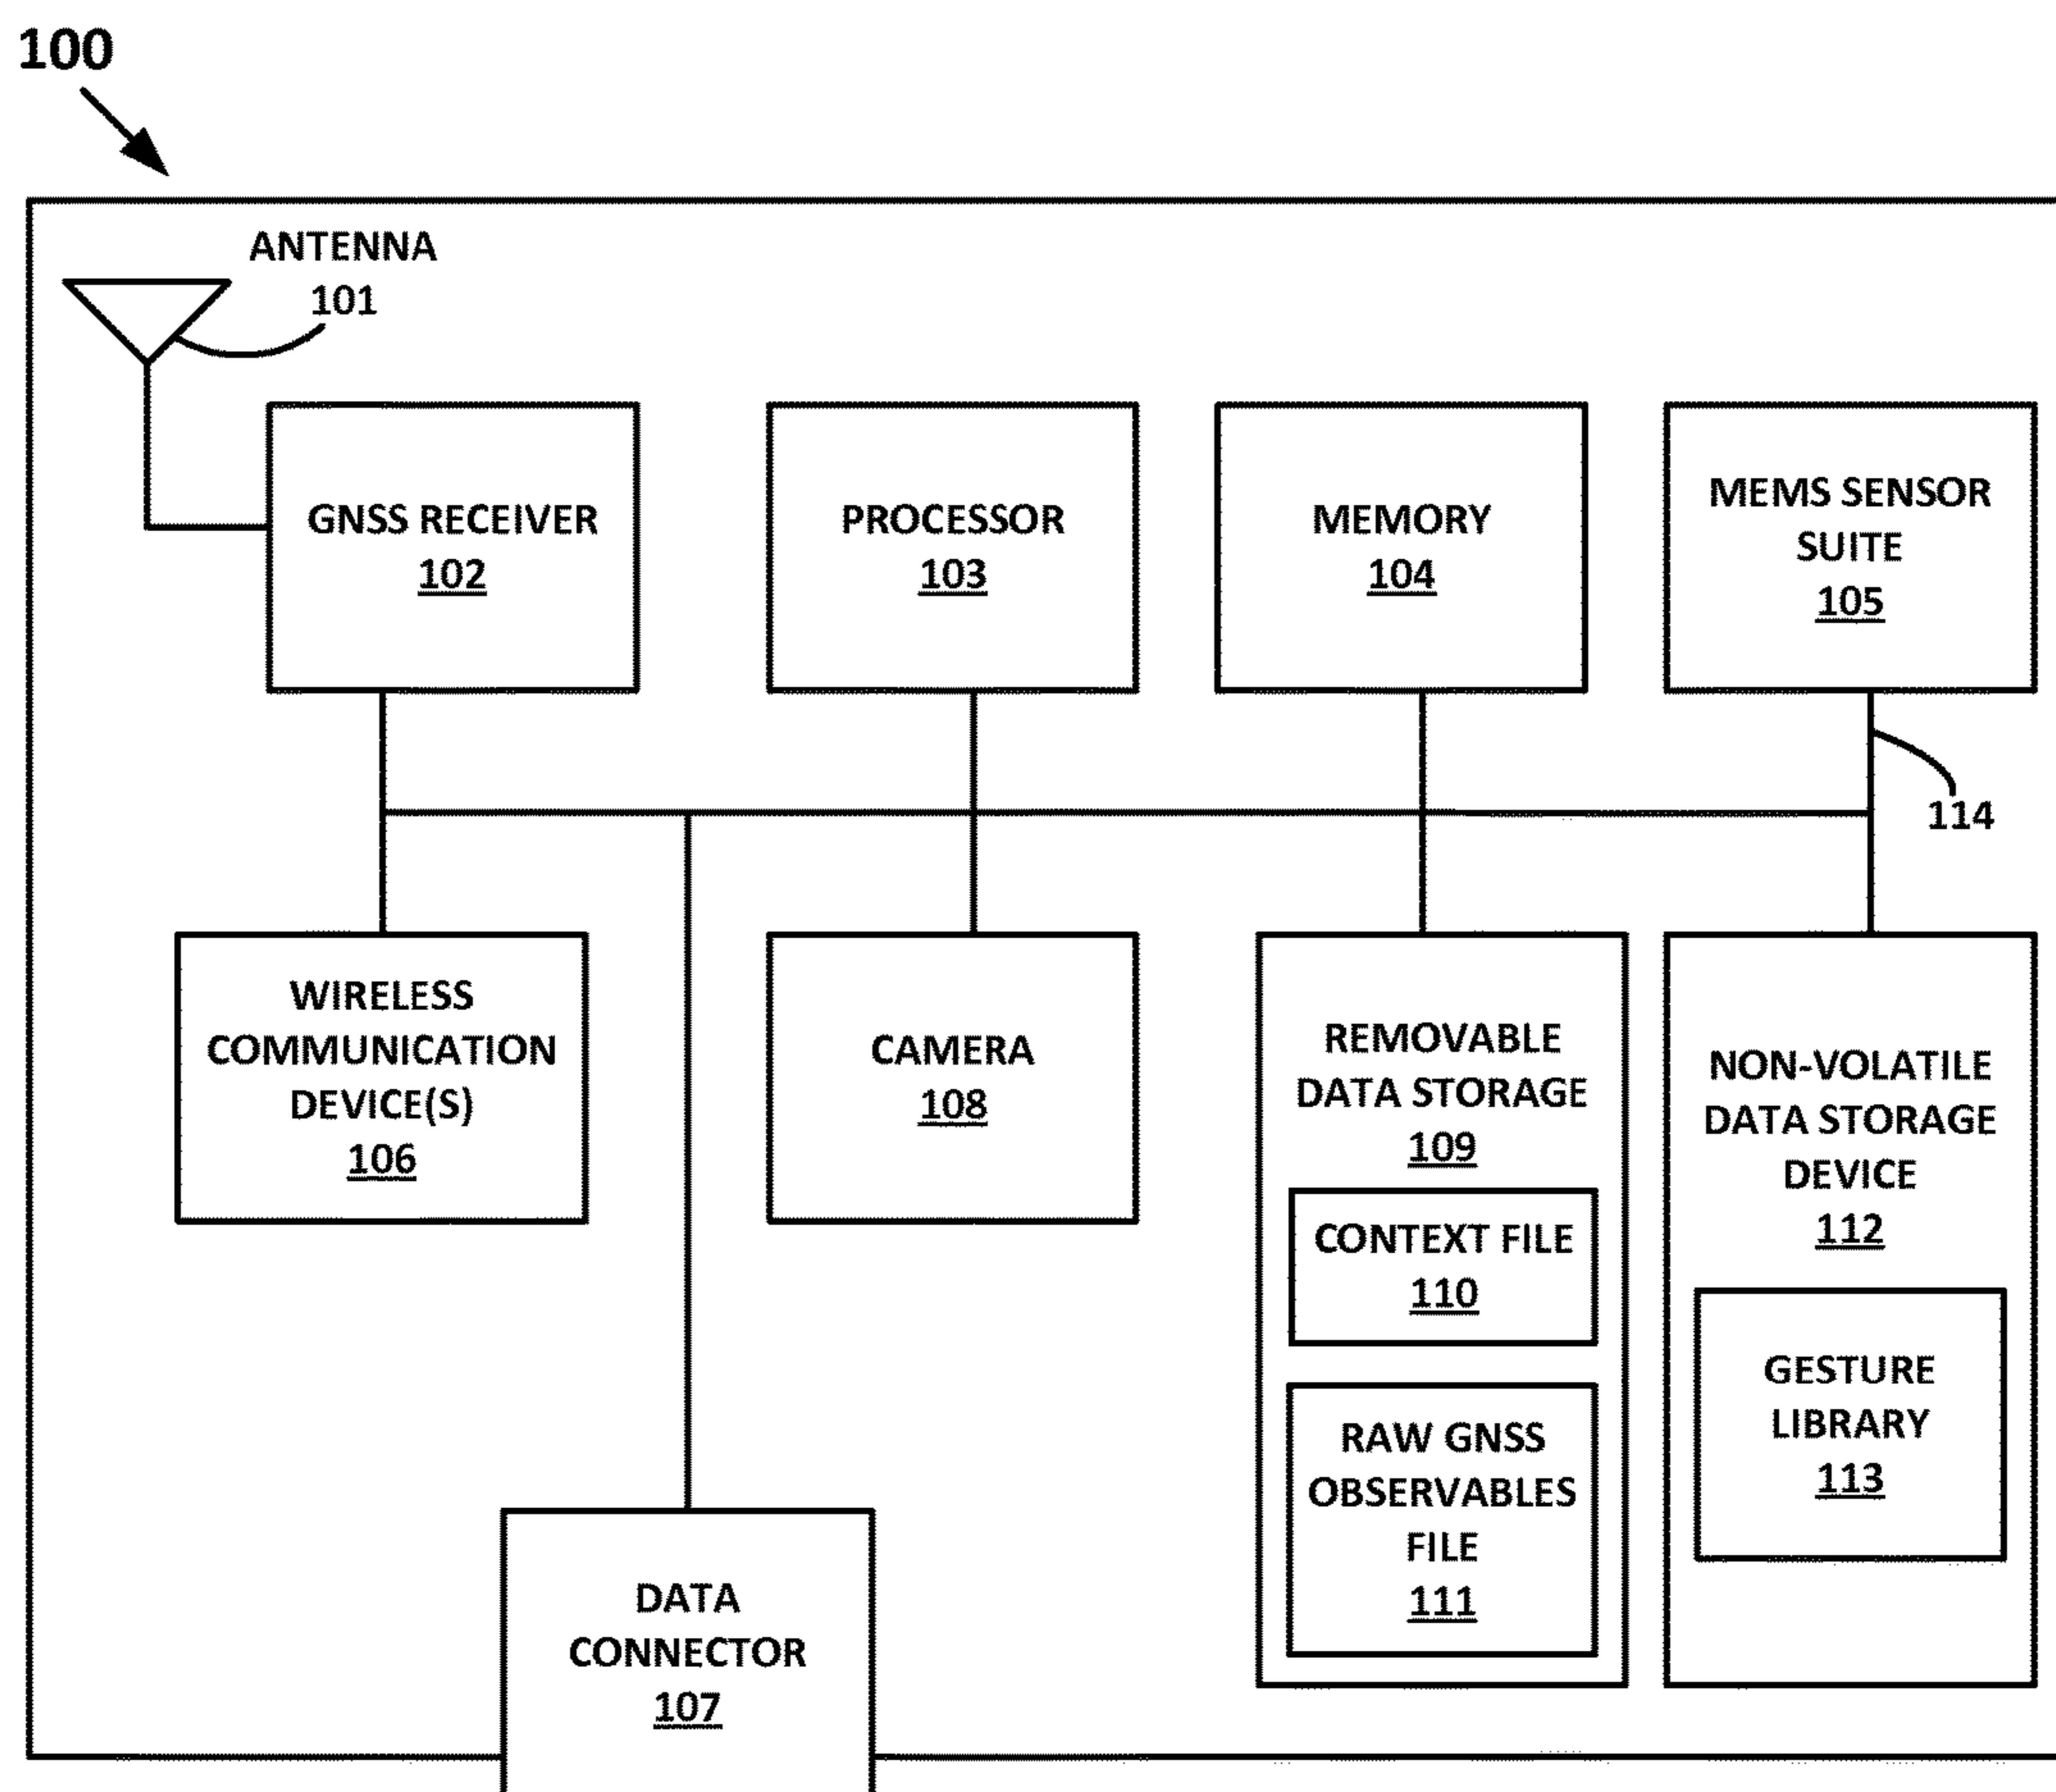 100
ANTENNA
101
GNSS RECEIVER
102
PROCESSOR
103
MEMORY
104
MEMS SENSOR
SUITE
105
114
WIRELESS
COMMUNICATION
DEVICE(S)
106
CAMERA
108
REMOVABLE
DATA STORAGE
109
CONTEXT FILE
110
RAW GNSS
OBSERVABLES
FILE
111
NON-VOLATILE
DATA STORAGE
DEVICE
112
GESTURE
LIBRARY
113
DATA
CONNECTOR
107